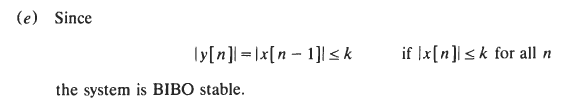 (e) Since
|y[n]| = |x[n − 1]| ≤ k if |x[n]| ≤ k for all n
the system is BIBO stable.